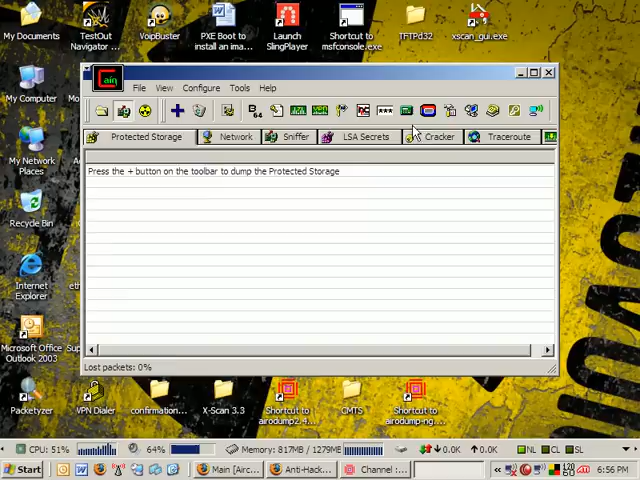 My Documents
TestOut
Navigator ...
VoipBuster
PXE Boot to
install an ima...
Launch
SlingPlayer
Shortcut to
msfconsole.exe
TFTPd32
xscan_gui.exe
My Computer
My Network
Places
Recycle Bin
Internet
Explorer
Microsoft Office
Outlook 2003
Cain
File View Configure Tools Help
B
64
Protected Storage Network Sniffer LSA Secrets Cracker Traceroute
Press the + button on the toolbar to dump the Protected Storage
Lost packets: 0%
Packetyzer
VPN Dialer
confirmation...
X-Scan 3.3
Shortcut to
airodump2.4...
CMTS
Shortcut to
airodump-ng...
CPU: 51% 64% Memory: 817MB / 1279MB 0.0K 0.0K NL CL SL
Start Main [Airc... Anti-Hack... Channel :... 6:56 PM